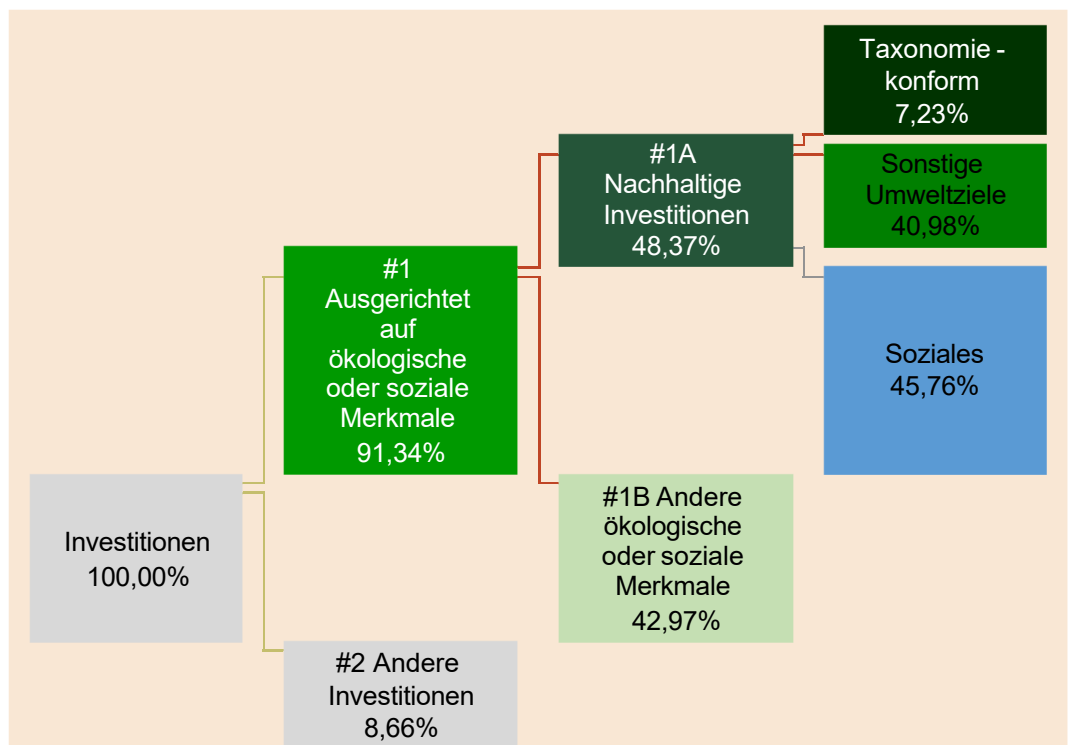 Investitionen
100,00%
#1
Ausgerichtet
auf
ökologische
oder soziale
Merkmale
91,34%
#2 Andere
Investitionen
8,66%
#1A
Nachhaltige
Investitionen
48,37%
#1B Andere
ökologische
oder soziale
Merkmale
42,97%
Taxonomie -
konform
7,23%
Sonstige
Umweltziele
40,98%
Soziales
45,76%